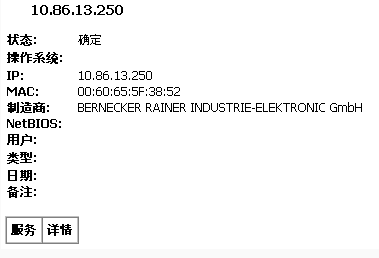 10.86.13.250
状态: 确定
操作系统:
IP: 10.86.13.250
MAC: 00:60:65:5F:38:52
制造商: BERNECKER RAINER INDUSTRIE-ELEKTRONIC GmbH
NetBIOS:
用户:
类型:
日期:
备注:
服务 详情